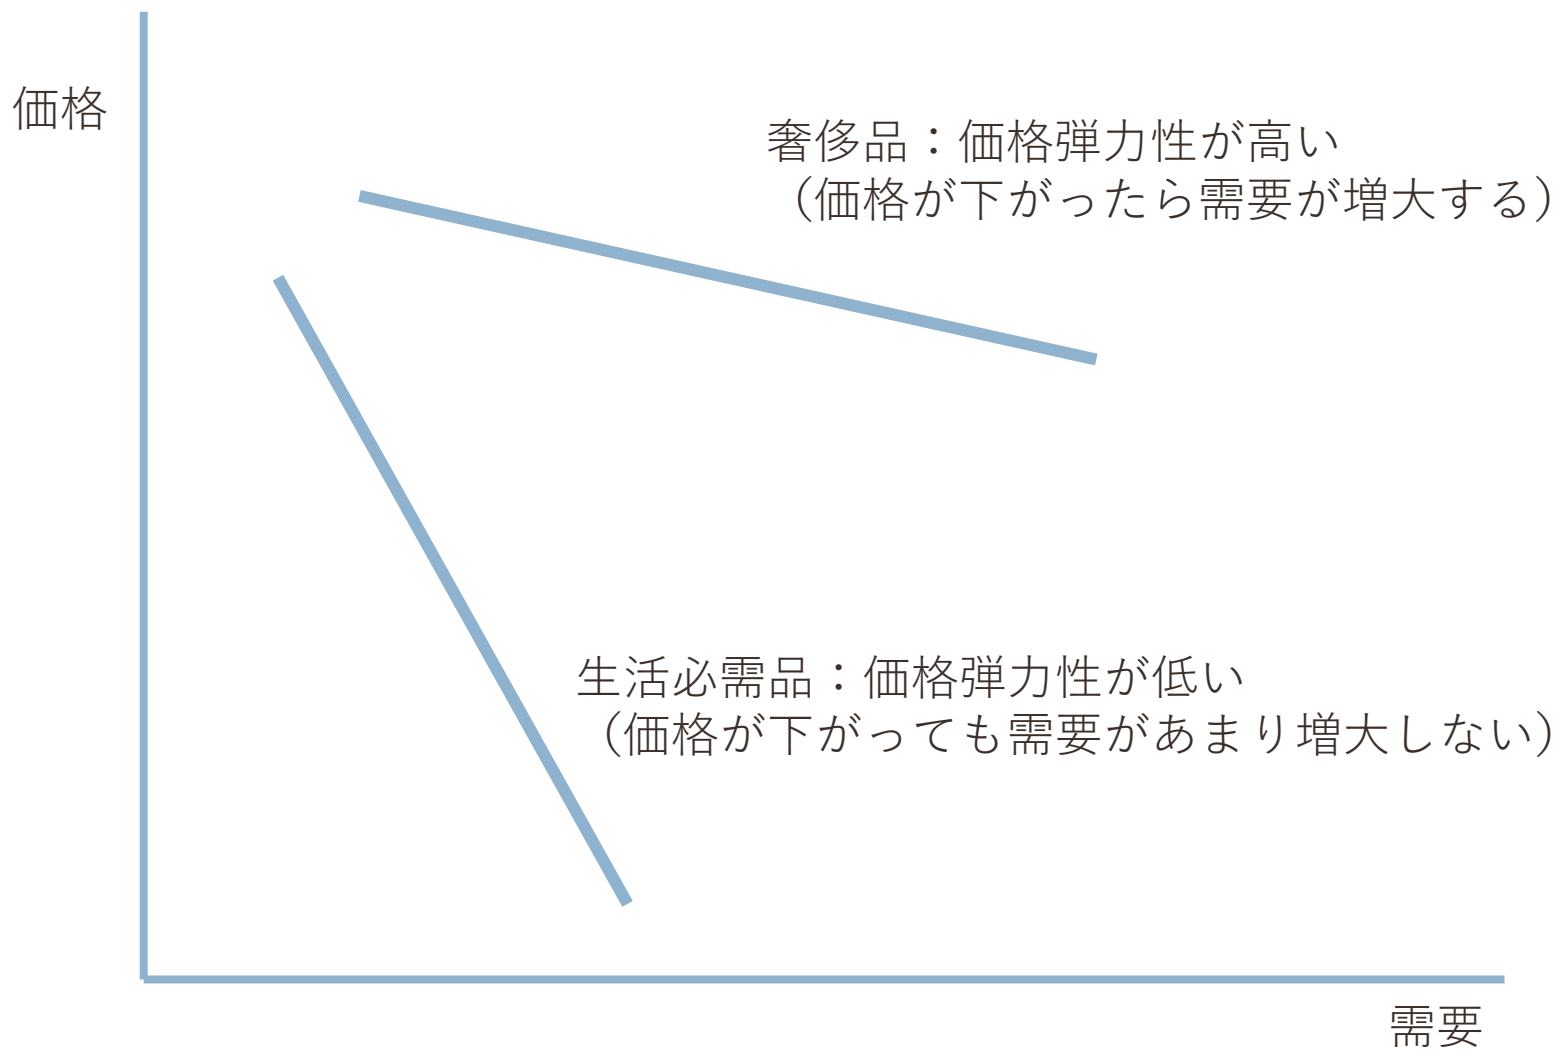 価格
奢侈品：価格弾力性が高い
（価格が下がったら需要が増大する）
生活必需品：価格弾力性が低い
（価格が下がっても需要があまり増大しない）
需要